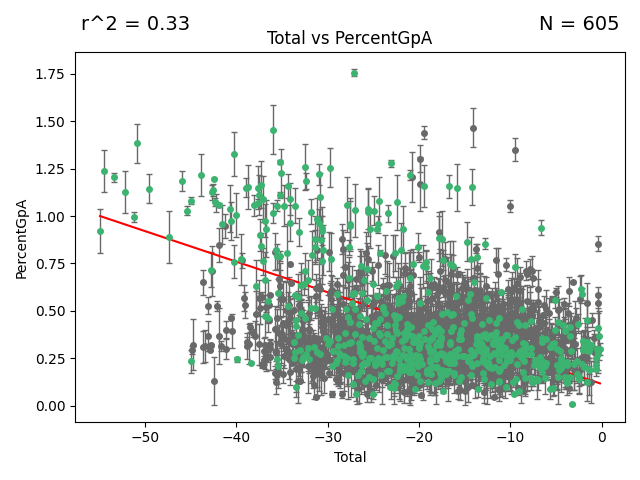 r^2 = 0.33
N = 605
Total vs PercentGpA
PercentGpA
1.75
1.50
1.25
1.00
0.75
0.50
0.25
0.00
−50
−40
−30
−20
−10
0
Total